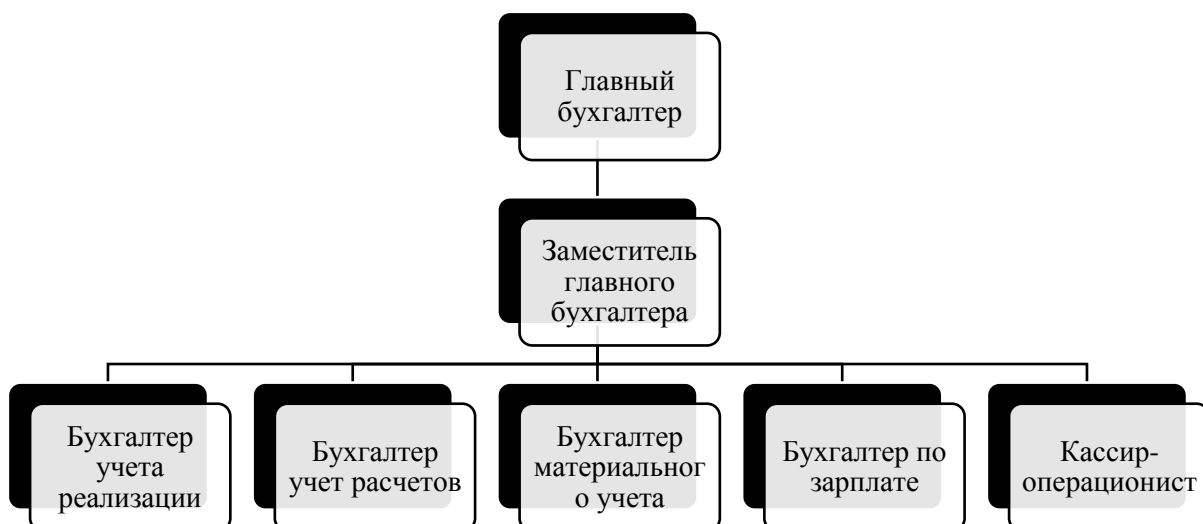 Главный
бухгалтер
Заместитель
главного
бухгалтера
Бухгалтер
учета
реализации
Бухгалтер
учет расчетов
Бухгалтер
материальног
о учета
Бухгалтер по
зарплате
Кассир-
операционист